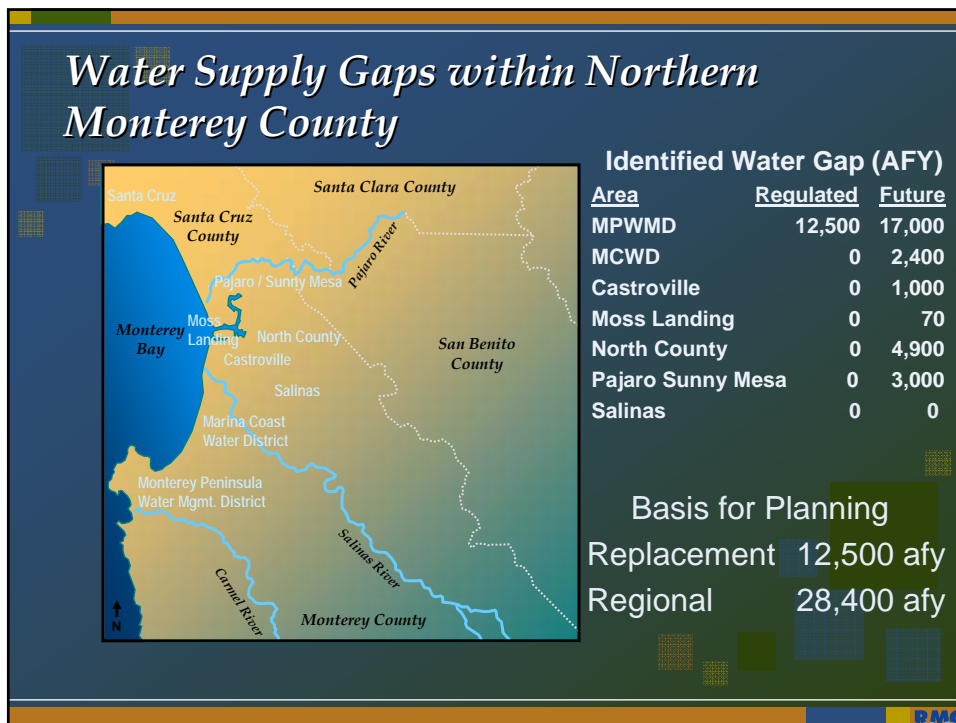 Water Supply Gaps within Northern
Monterey County
Identified Water Gap (AFY)
Area Regulated Future
MPWMD 12,500 17,000
MCWD 0 2,400
Castroville 0 1,000
Moss Landing 0 70
North County 0 4,900
Pajaro Sunny Mesa 0 3,000
Salinas 0 0
Basis for Planning
Replacement 12,500 afy
Regional 28,400 afy
Santa Cruz
Santa Clara County
Santa Cruz
County
Pajaro River
Pajaro / Sunny Mesa
Monterey
Bay
Moss
Landing
North County
Castroville
San Benito
County
Salinas
Marina Coast
Water District
Monterey Peninsula
Water Mgmt. District
Salinas River
Carmel River
Monterey County
N
RMC